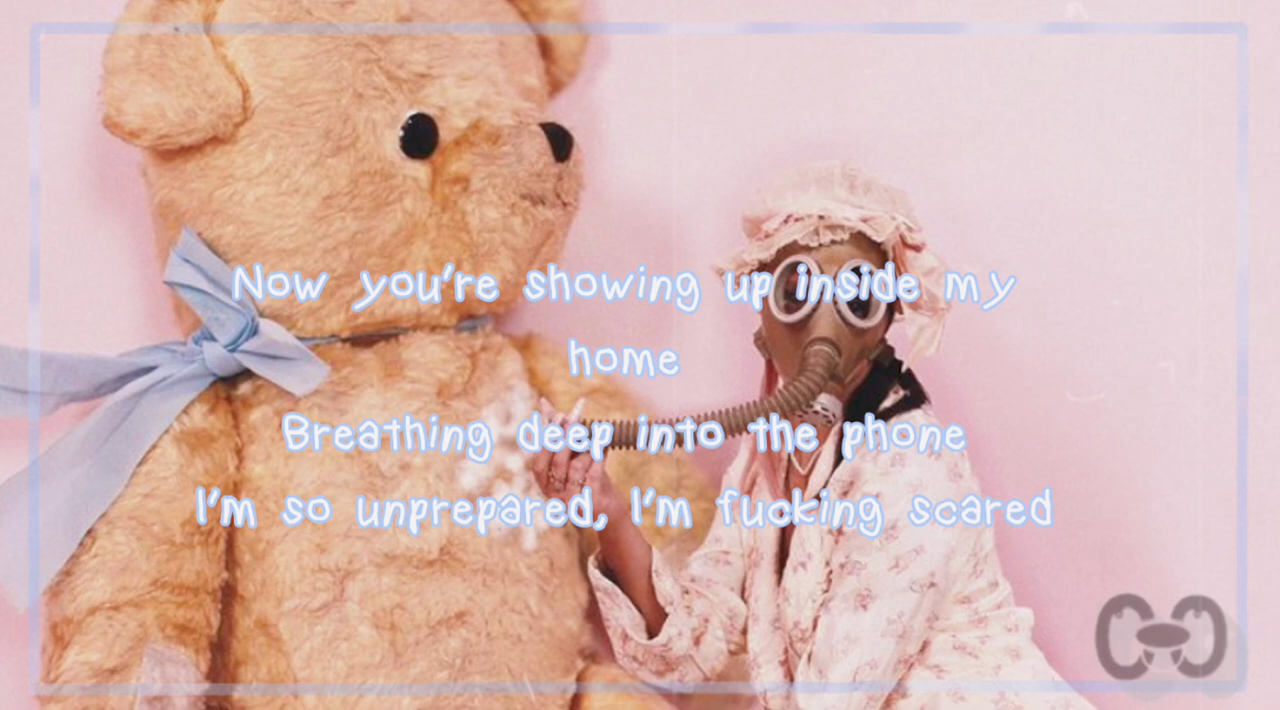 Now you're showing up inside my
home
Breathing deep into the phone
I'm so unprepared, I'm fucking scared